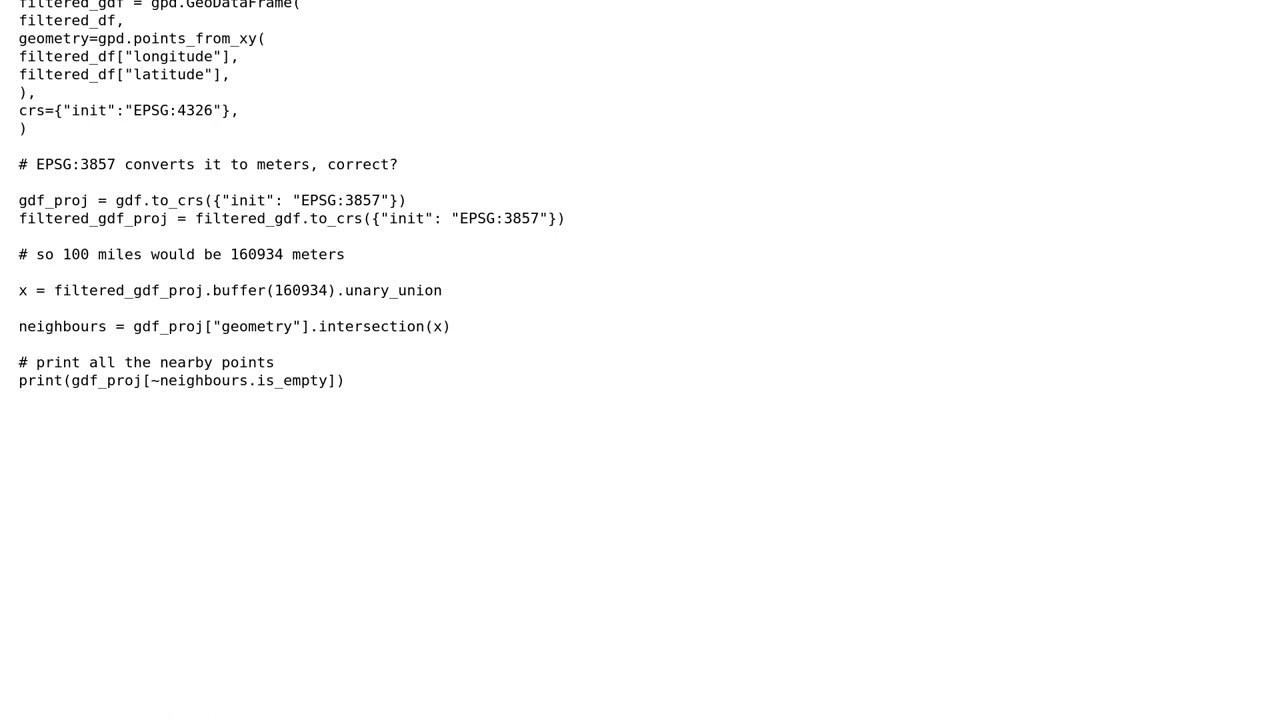 filtered_gdf = gpd.GeoDataFrame(
filtered_df,
geometry=gpd.points_from_xy(
filtered_df["longitude"],
filtered_df["latitude"],
),
crs={"init":"EPSG:4326"},
)
# EPSG:3857 converts it to meters, correct?
gdf_proj = gdf.to_crs({"init": "EPSG:3857"})
filtered_gdf_proj = filtered_gdf.to_crs({"init": "EPSG:3857"})
# so 100 miles would be 160934 meters
x = filtered_gdf_proj.buffer(160934).unary_union
neighbours = gdf_proj["geometry"].intersection(x)
# print all the nearby points
print(gdf_proj[~neighbours.is_empty])